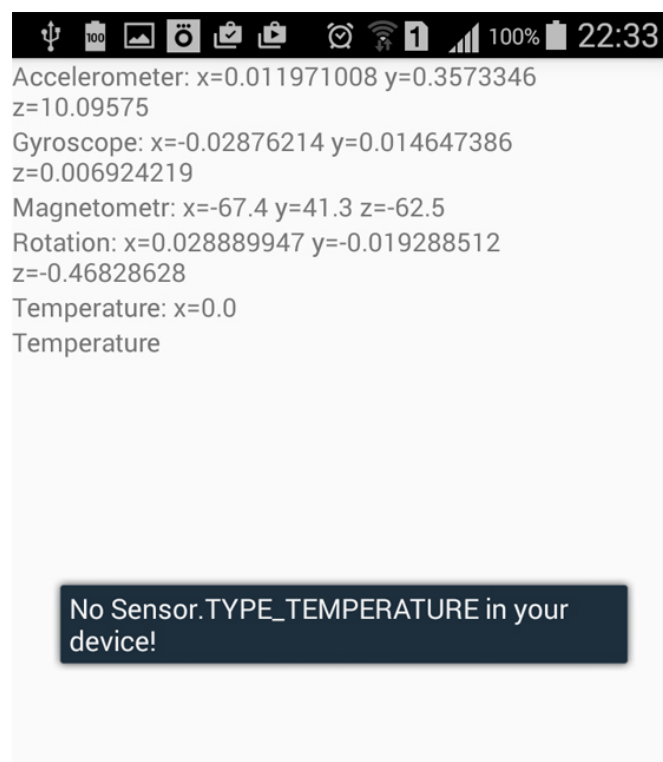 100 ö 1 100% 22:33
Accelerometer: x=0.011971008 y=0.3573346
z=10.09575
Gyroscope: x=-0.02876214 y=0.014647386
z=0.006924219
Magnetometr: x=-67.4 y=41.3 z=-62.5
Rotation: x=0.028889947 y=-0.019288512
z=-0.46828628
Temperature: x=0.0
Temperature
No Sensor.TYPE_TEMPERATURE in your
device!